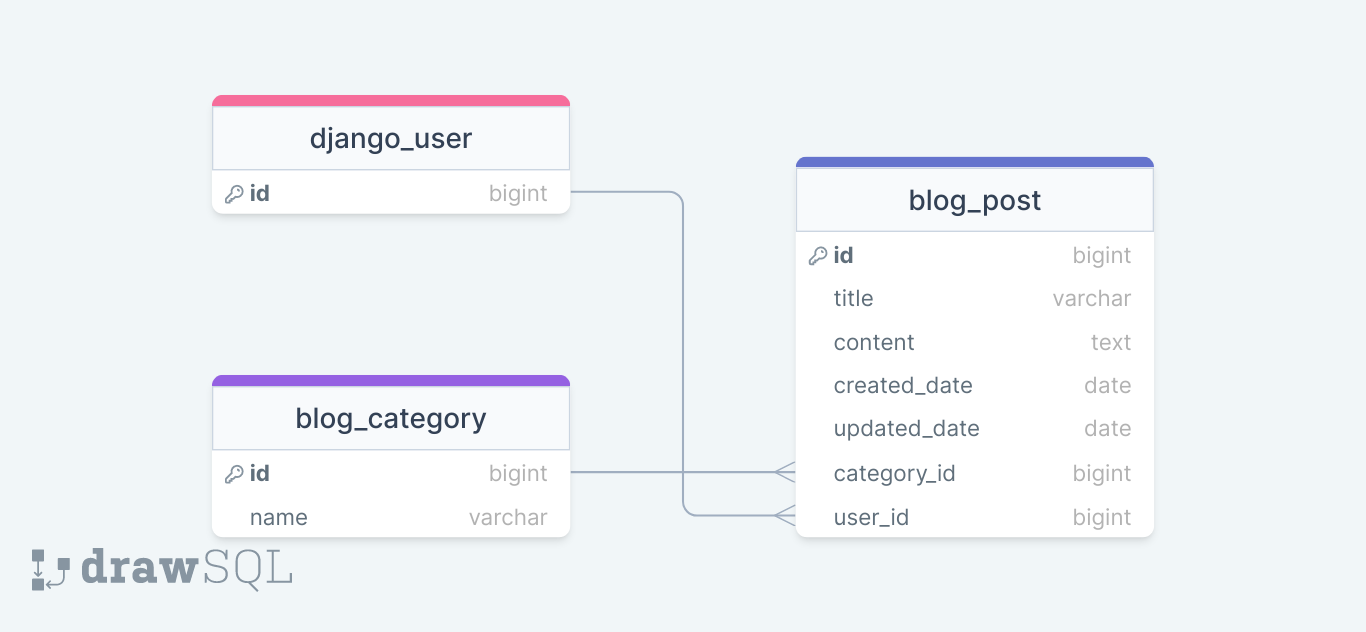 django_user
id bigint
blog_category
id bigint
name varchar
blog_post
id bigint
title varchar
content text
created_date date
updated_date date
category_id bigint
user_id bigint
drawSQL